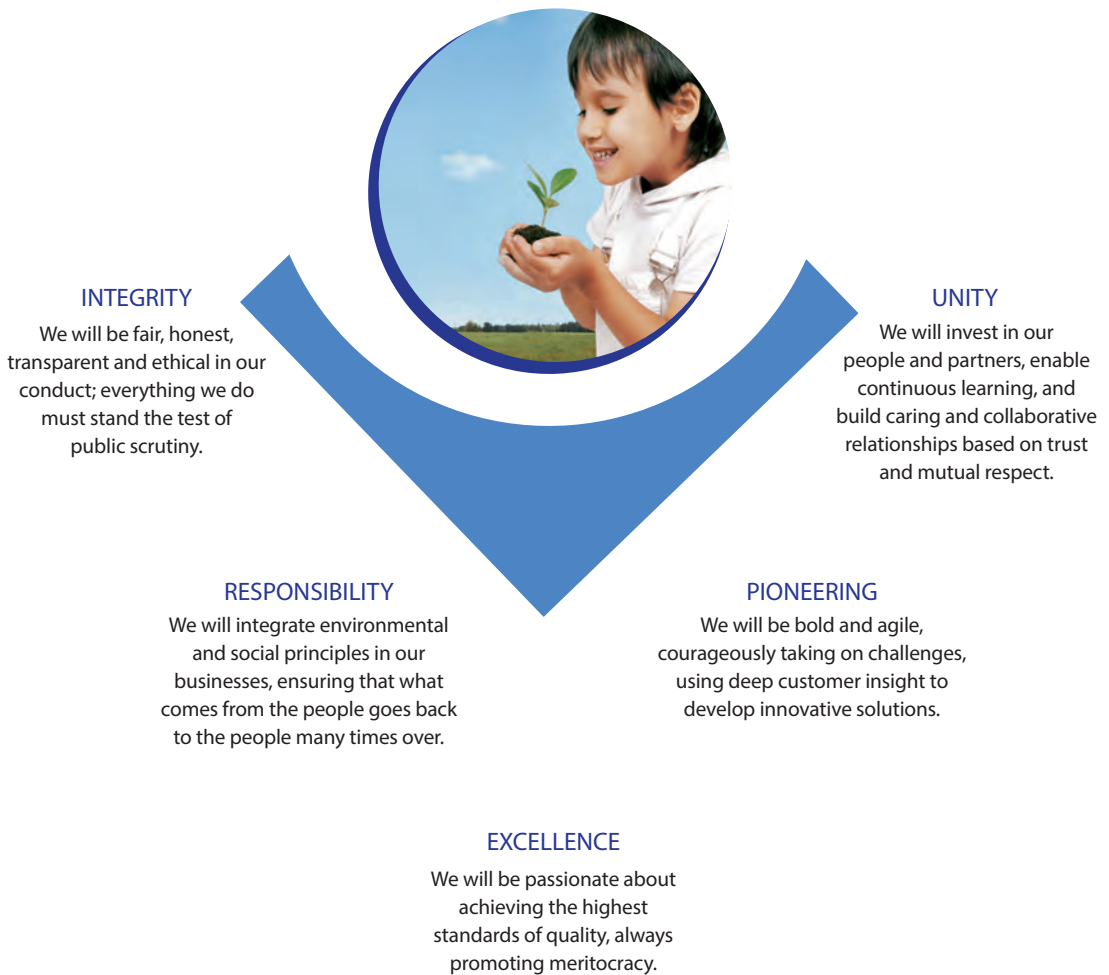 INTEGRITY
We will be fair, honest,
transparent and ethical in our
conduct; everything we do
must stand the test of
public scrutiny.
UNITY
We will invest in our
people and partners, enable
continuous learning, and
build caring and collaborative
relationships based on trust
and mutual respect.
RESPONSIBILITY
We will integrate environmental
and social principles in our
businesses, ensuring that what
comes from the people goes back
to the people many times over.
PIONEERING
We will be bold and agile,
courageously taking on challenges,
using deep customer insight to
develop innovative solutions.
EXCELLENCE
We will be passionate about
achieving the highest
standards of quality, always
promoting meritocracy.